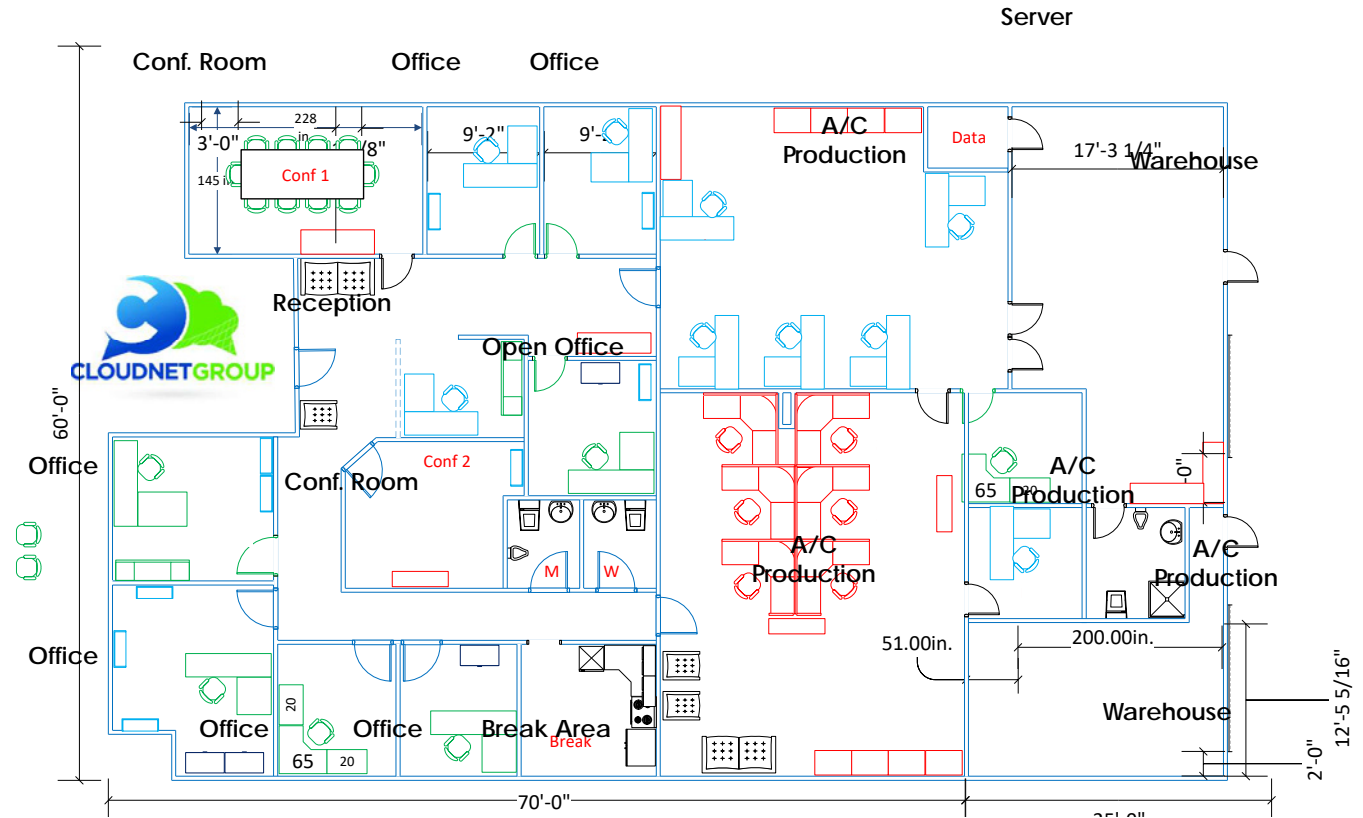 Server
Conf. Room
Office
Office
228
in
3'-0"
/8"
9'-2"
9'-2
A/C
Production
Data
17'-3 1/4"
Warehouse
145 i
Conf 1
Reception
CLOUDNETGROUP
Open Office
60'-0"
Office
Conf. Room
Conf 2
A/C
Production
65
20
-0"
A/C
Production
A/C
Production
M
W
Office
51.00in.
200.00in.
12'-5 5/16"
20
Office
Office
Break Area
Break
Warehouse
65
20
2'-0"
70'-0"